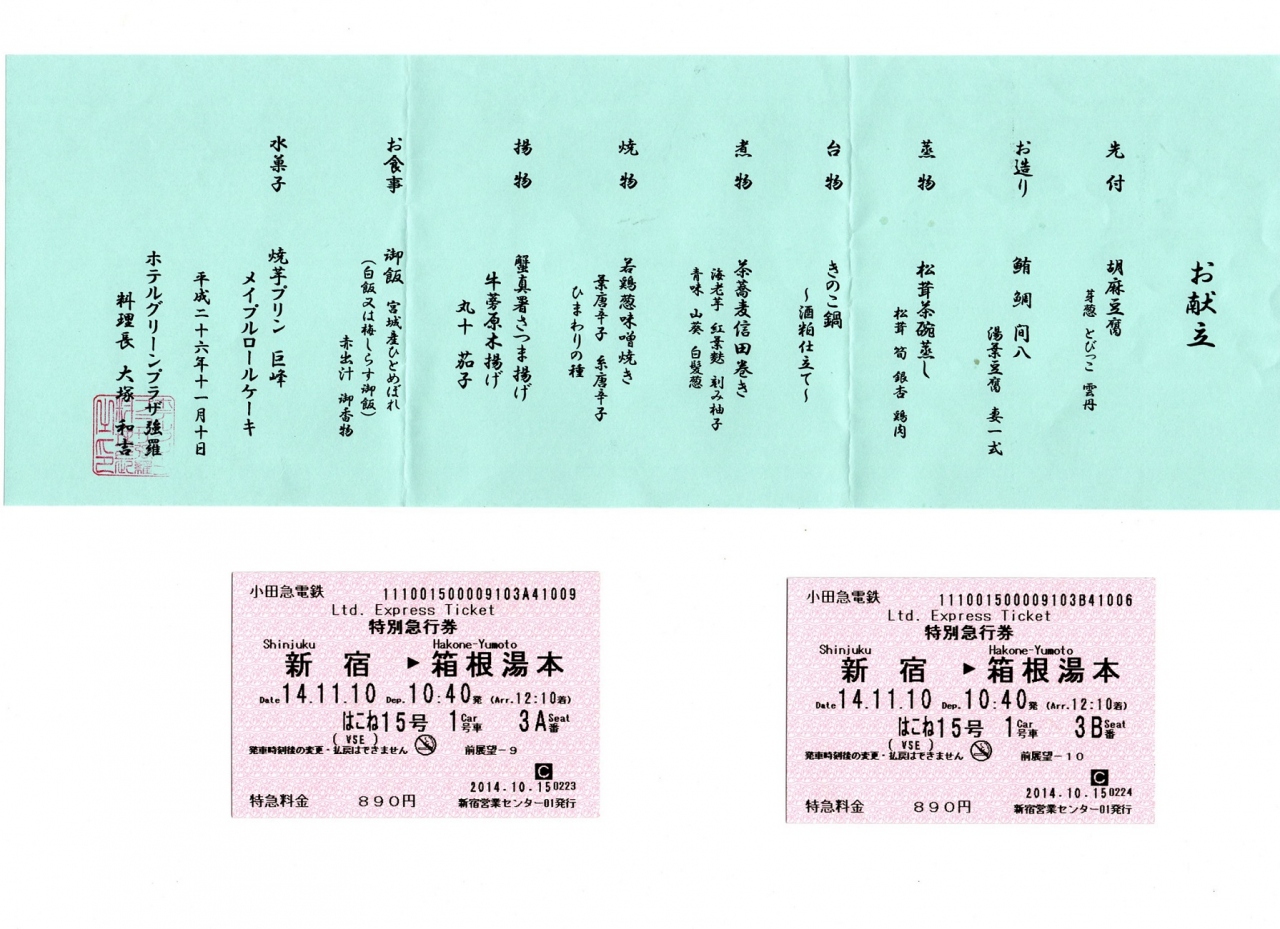 お献立
先付 胡麻豆腐
芽葱 とびっこ 雲丹
お造り 鮪 鯛 間八
湯葉豆腐 妻一式
蒸物 松茸茶碗蒸し
松茸 筍 銀杏 鶏肉
台物 きのこ鍋
～酒粕仕立て～
煮物 茶蕎麦信田巻き
海老芋 紅葉麩 刻み柚子
青味 山葵 白髪葱
焼物 若鶏葱味噌焼き
葉唐辛子 糸唐辛子
ひまわりの種
揚物 蟹真署さつま揚げ
牛蒡原木揚げ
丸十 茄子
お食事 御飯 宮城産ひとめぼれ
(白飯又は梅しらす御飯)
赤出汁 御香物
水菓子 焼芋プリン 巨峰
メイプルロールケーキ
平成二十六年十一月十日
ホテルグリーンプラザ強羅
料理長 大塚 和吉
小田急電鉄 111001500009103A41009
Ltd. Express Ticket
特別急行券
Shinjuku Hakone-Yumoto
新宿 ▶ 箱根湯本
Date 14.11.10 Dep. 10:40発 (Arr. 12:10着)
はこね15号 1 Car 号車 3A Seat 番
( VSE )
発車時刻後の変更・払戻はできません 前展望-9
C
2014.-10.-15 0223
特急料金 890円 新宿営業センター01発行
小田急電鉄 111001500009103B41006
Ltd. Express Ticket
特別急行券
Shinjuku Hakone-Yumoto
新宿 ▶ 箱根湯本
Date 14.11.10 Dep. 10:40発 (Arr. 12:10着)
はこね15号 1 Car 号車 3B Seat 番
( VSE )
発車時刻後の変更・払戻はできません 前展望-10
C
2014.-10.-15 0224
特急料金 890円 新宿営業センター01発行